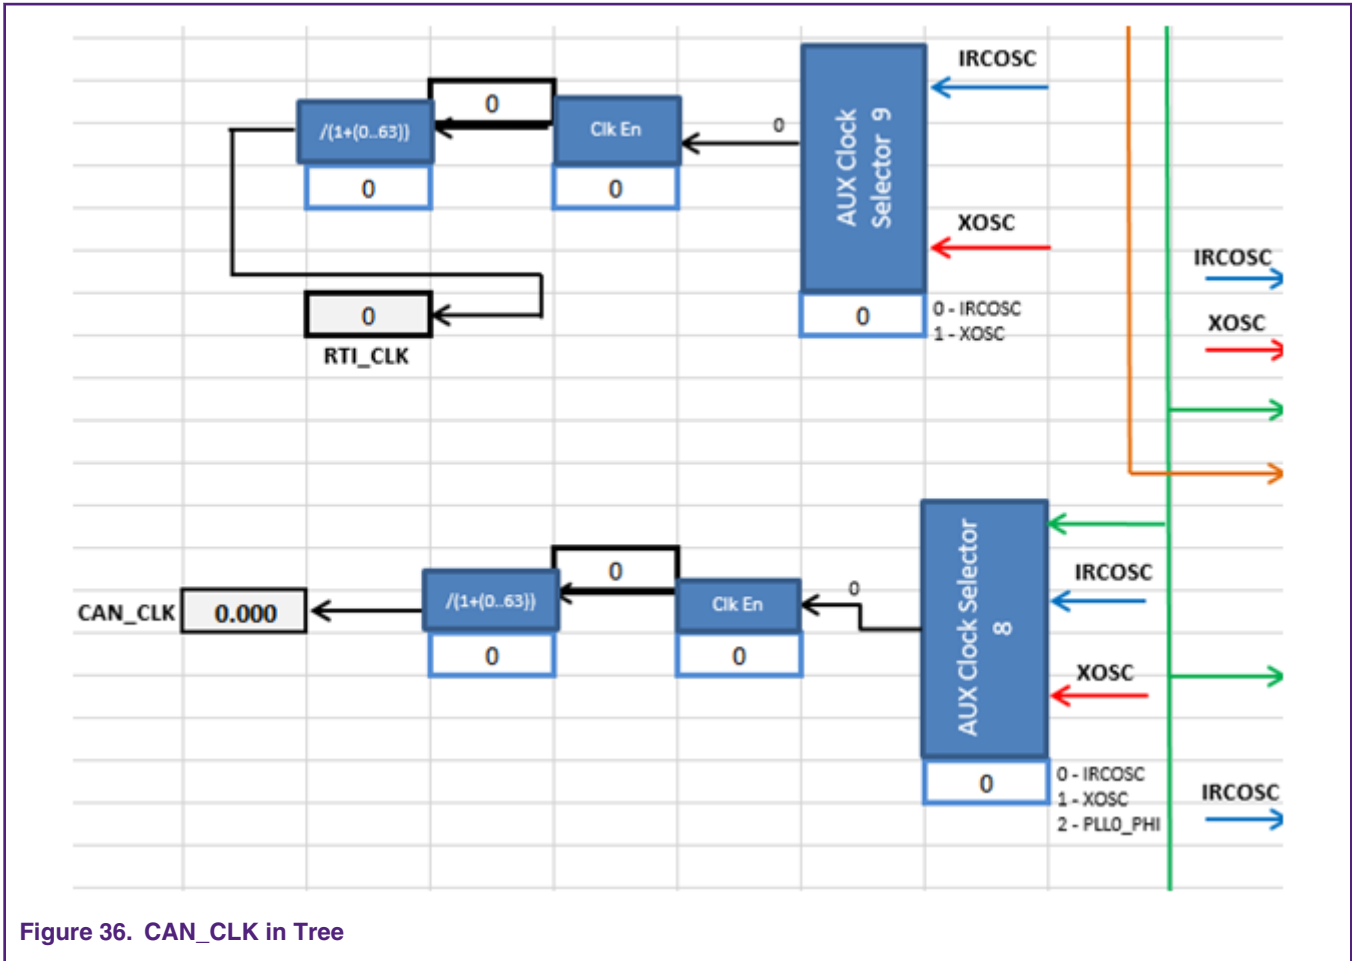 IRCOSC
0
/(1+(0..63))
Clk En
0
AUX Clock
Selector 9
0
0
XOSC
0
RTI_CLK
0
0 - IRCOSC
1 - XOSC
IRCOSC
XOSC
0
/(1+(0..63))
Clk En
0
AUX Clock Selector
8
IRCOSC
CAN_CLK
0.000
0
0
XOSC
0
0 - IRCOSC
1 - XOSC
2 - PLL0_PHI
IRCOSC
Figure 36. CAN_CLK in Tree